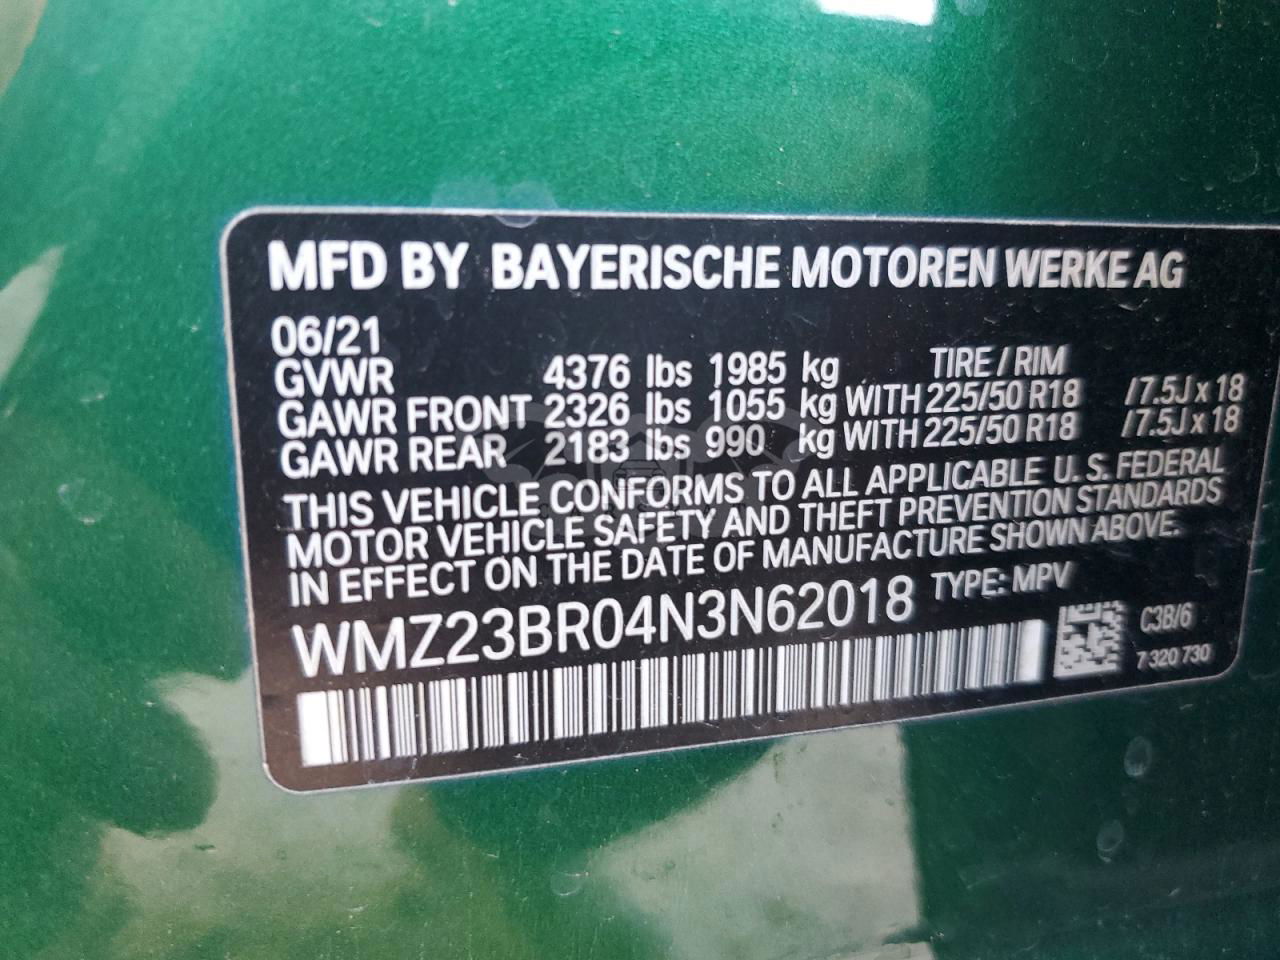 MFD BY BAYERISCHE MOTOREN WERKE AG
06/21
TIRE / RIM
GVWR 4376 lbs 1985 kg
GAWR FRONT 2326 lbs 1055 kg WITH 225/50 R18 /7.5J x 18
GAWR REAR 2183 lbs 990 kg WITH 225/50 R18 /7.5J x 18
THIS VEHICLE CONFORMS TO ALL APPLICABLE U. S. FEDERAL
MOTOR VEHICLE SAFETY AND THEFT PREVENTION STANDARDS
IN EFFECT ON THE DATE OF MANUFACTURE SHOWN ABOVE.
WMZ23BR04N3N62018 TYPE: MPV
C3B/6
7 320 730